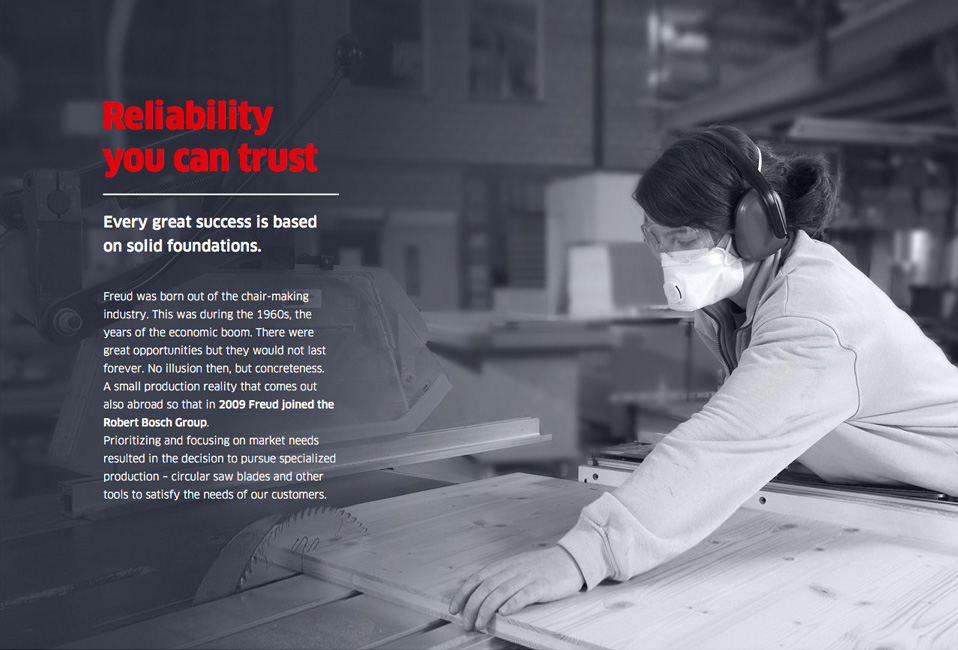 Reliability
you can trust
Every great success is based
on solid foundations.
Freud was born out of the chair-making
industry. This was during the 1960s, the
years of the economic boom. There were
great opportunities but they would not last
forever. No illusion then, but concreteness.
A small production reality that comes out
also abroad so that in 2009 Freud joined the
Robert Bosch Group.
Prioritizing and focusing on market needs
resulted in the decision to pursue specialized
production – circular saw blades and other
tools to satisfy the needs of our customers.